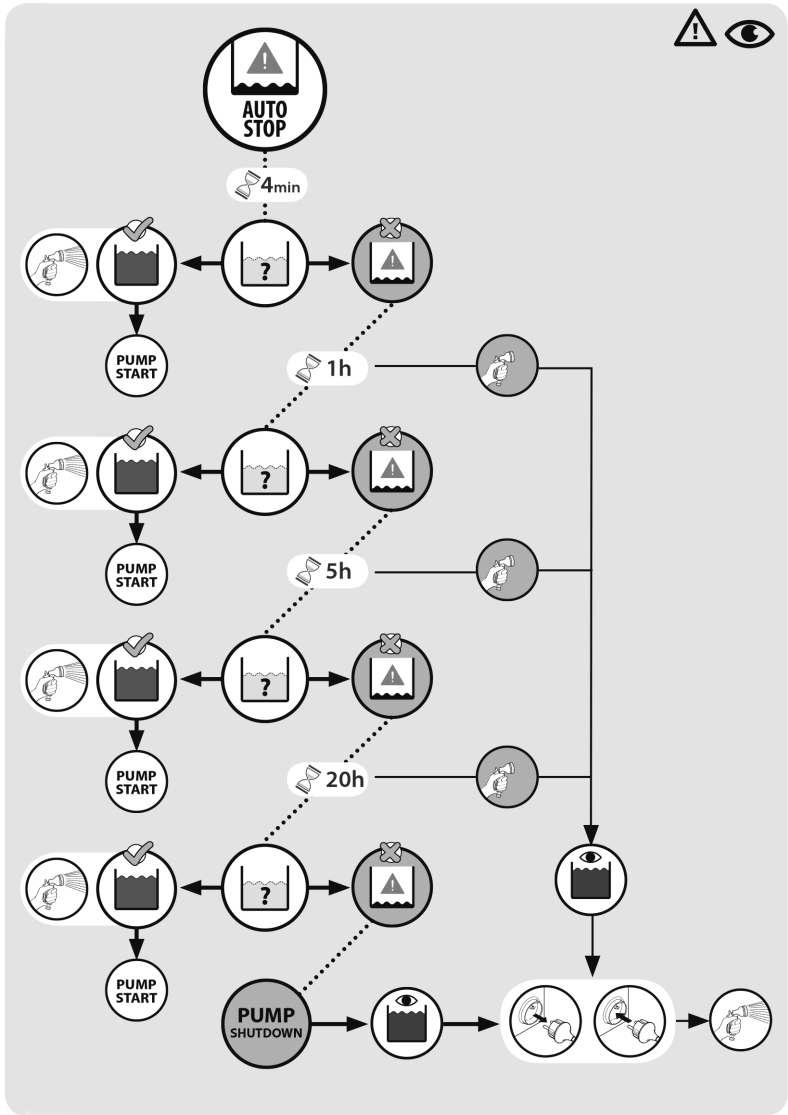 !
!
AUTO
STOP
4min
?
!
PUMP
START
1h
?
!
PUMP
START
5h
?
!
PUMP
START
20h
?
!
PUMP
START
PUMP
SHUTDOWN